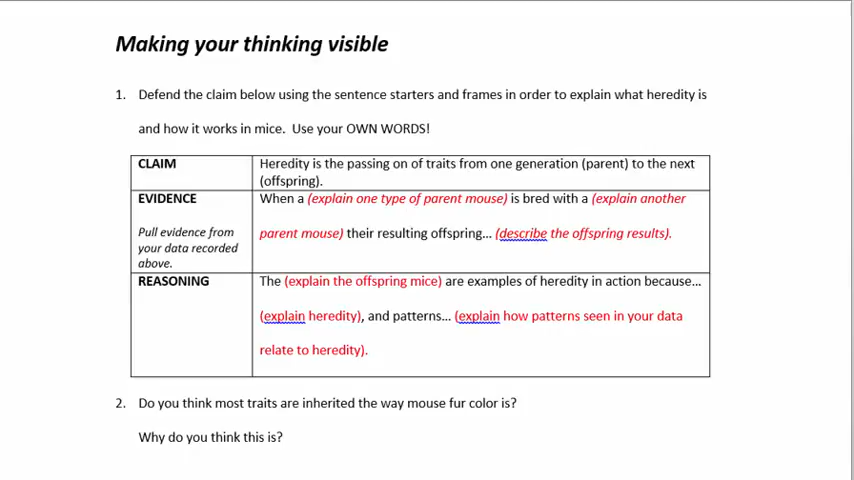 Making your thinking visible
1. Defend the claim below using the sentence starters and frames in order to explain what heredity is
and how it works in mice. Use your OWN WORDS!
CLAIM
Heredity is the passing on of traits from one generation (parent) to the next
(offspring).
EVIDENCE
Pull evidence from
your data recorded
above.
When a (explain one type of parent mouse) is bred with a (explain another
parent mouse) their resulting offspring... (describe the offspring results).
REASONING
The (explain the offspring mice) are examples of heredity in action because...
(explain heredity), and patterns... (explain how patterns seen in your data
relate to heredity).
2. Do you think most traits are inherited the way mouse fur color is?
Why do you think this is?